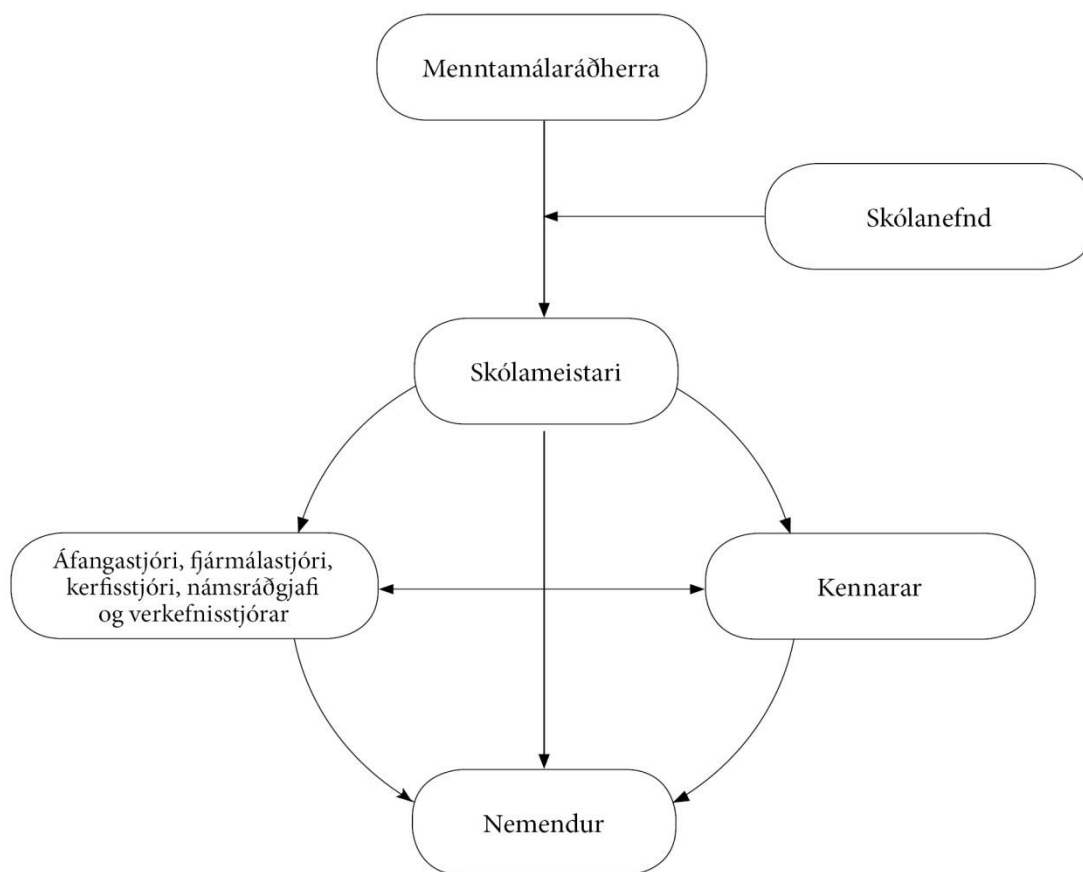 Menntamálaráðherra
Skólanefnd
Skólameistari
Áfangastjóri, fjármálastjóri,
kerfisstjóri, námsráðgjafi
og verkefnisstjórar
Kennarar
Nemendur